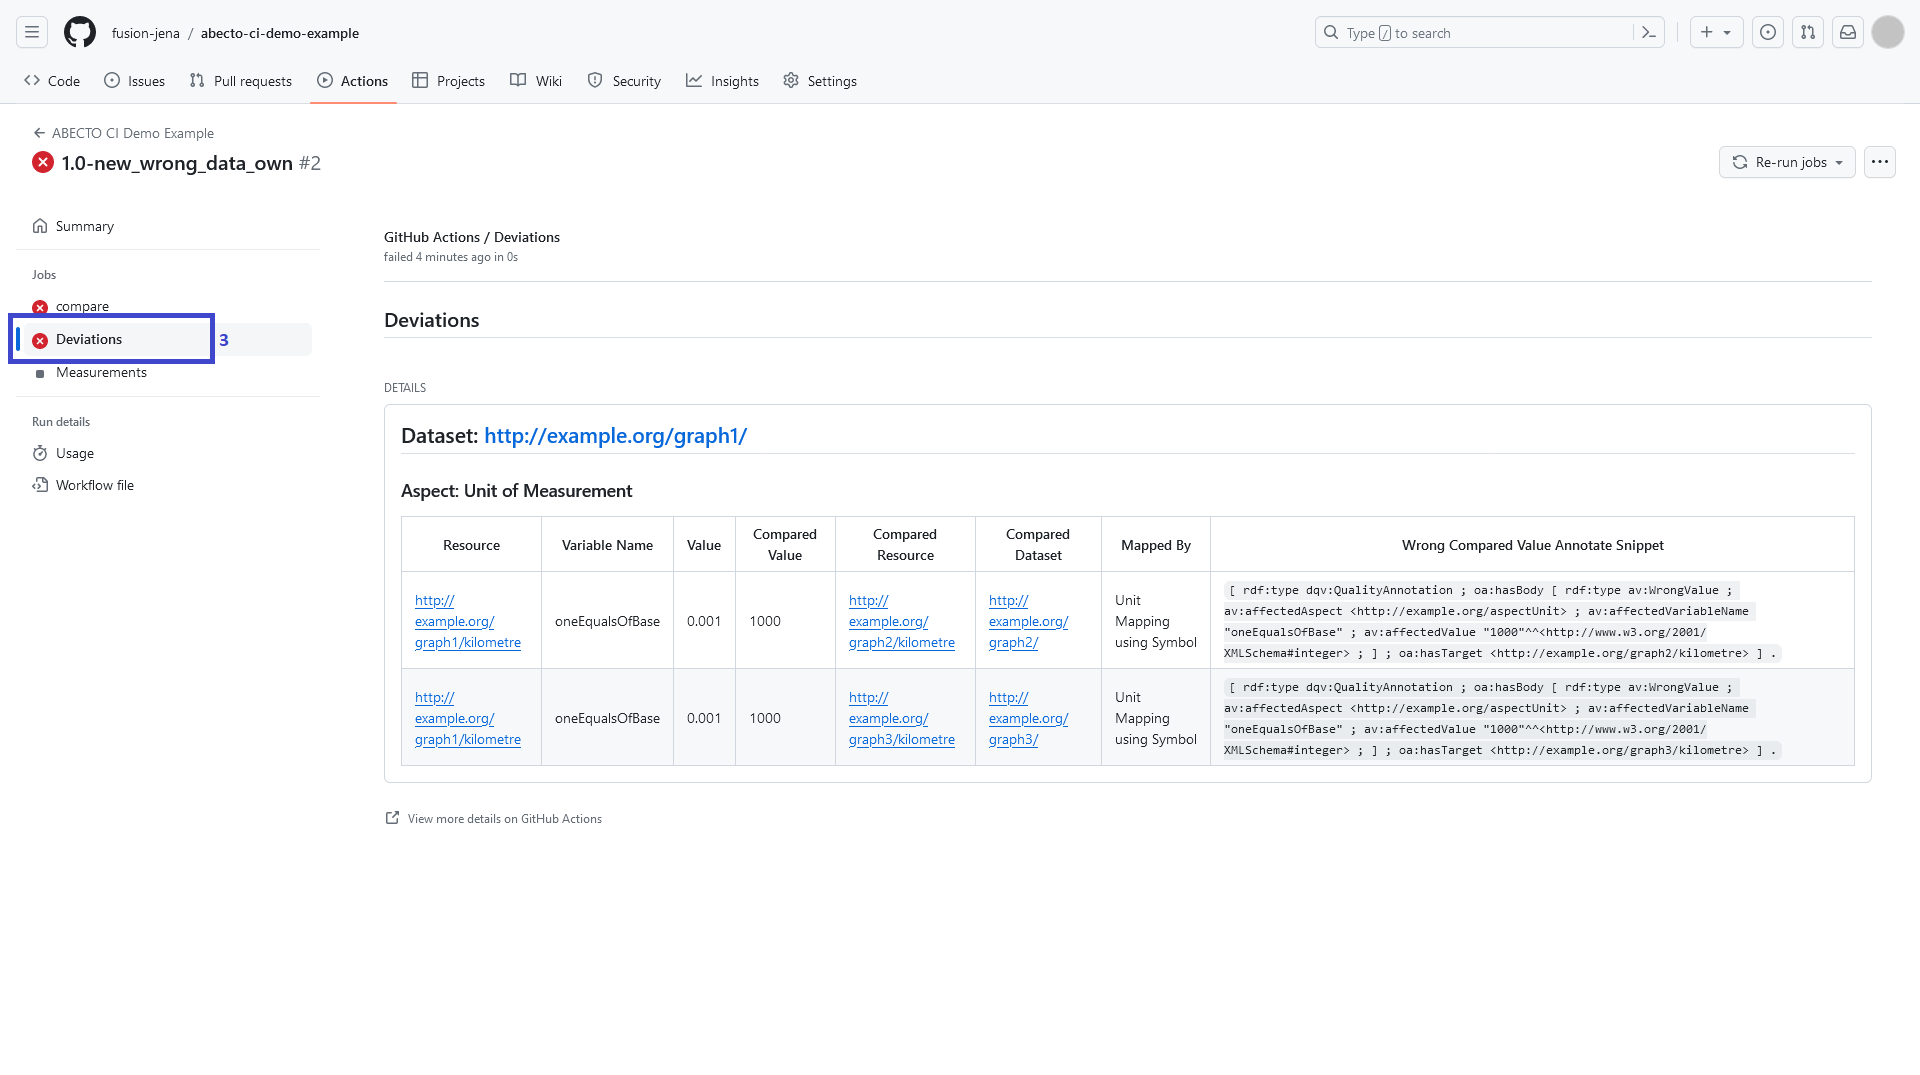 fusion-jena / abecto-ci-demo-example
Type / to search
Code
Issues
Pull requests
Actions
Projects
Wiki
Security
Insights
Settings
ABECTO CI Demo Example
1.0-new_wrong_data_own #2
Re-run jobs
Summary
Jobs
compare
Deviations
3
Measurements
Run details
Usage
Workflow file
GitHub Actions / Deviations
failed 4 minutes ago in 0s
Deviations
DETAILS
Dataset: http://example.org/graph1/
Aspect: Unit of Measurement
Resource
Variable Name
Value
Compared
Value
Compared
Resource
Compared
Dataset
Mapped By
Wrong Compared Value Annotate Snippet
http://
example.org/
graph1/kilometre
oneEqualsOfBase
0.001
1000
http://
example.org/
graph2/kilometre
http://
example.org/
graph2/
Unit
Mapping
using Symbol
[ rdf:type dqv:QualityAnnotation ; oa:hasBody [ rdf:type av:WrongValue ;
av:affectedAspect <http://example.org/aspectUnit> ; av:affectedVariableName
"oneEqualsOfBase" ; av:affectedValue "1000"^^<http://www.w3.org/2001/
XMLSchema#integer> ; ] ; oa:hasTarget <http://example.org/graph2/kilometre> ] .
http://
example.org/
graph1/kilometre
oneEqualsOfBase
0.001
1000
http://
example.org/
graph3/kilometre
http://
example.org/
graph3/
Unit
Mapping
using Symbol
[ rdf:type dqv:QualityAnnotation ; oa:hasBody [ rdf:type av:WrongValue ;
av:affectedAspect <http://example.org/aspectUnit> ; av:affectedVariableName
"oneEqualsOfBase" ; av:affectedValue "1000"^^<http://www.w3.org/2001/
XMLSchema#integer> ; ] ; oa:hasTarget <http://example.org/graph3/kilometre> ] .
View more details on GitHub Actions